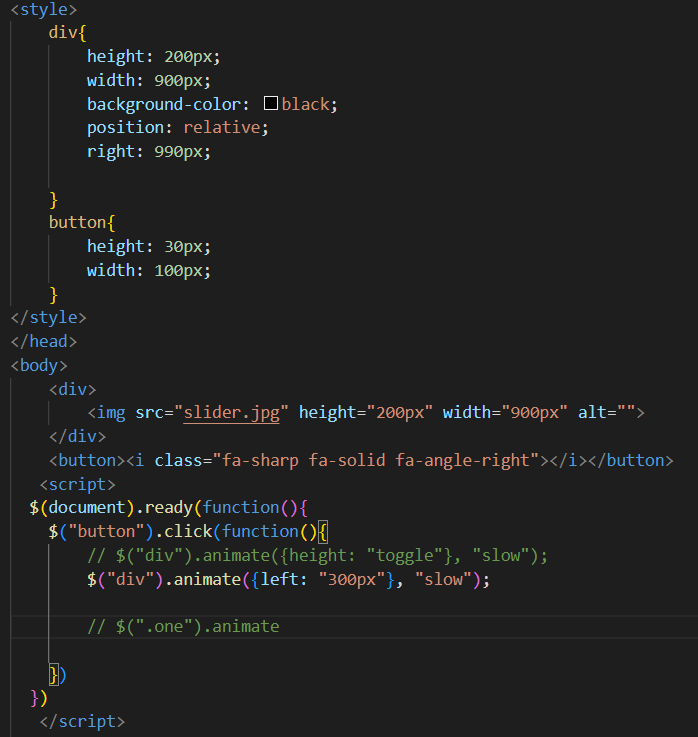 <style>
div{
height: 200px;
width: 900px;
background-color: black;
position: relative;
right: 990px;
}
button{
height: 30px;
width: 100px;
}
</style>
</head>
<body>
<div>
<img src="slider.jpg" height="200px" width="900px" alt="">
</div>
<button><i class="fa-sharp fa-solid fa-angle-right"></i></button>
<script>
$(document).ready(function(){
$("button").click(function(){
// $("div").animate({height: "toggle"}, "slow");
$("div").animate({left: "300px"}, "slow");
// $(".one").animate
})
})
</script>